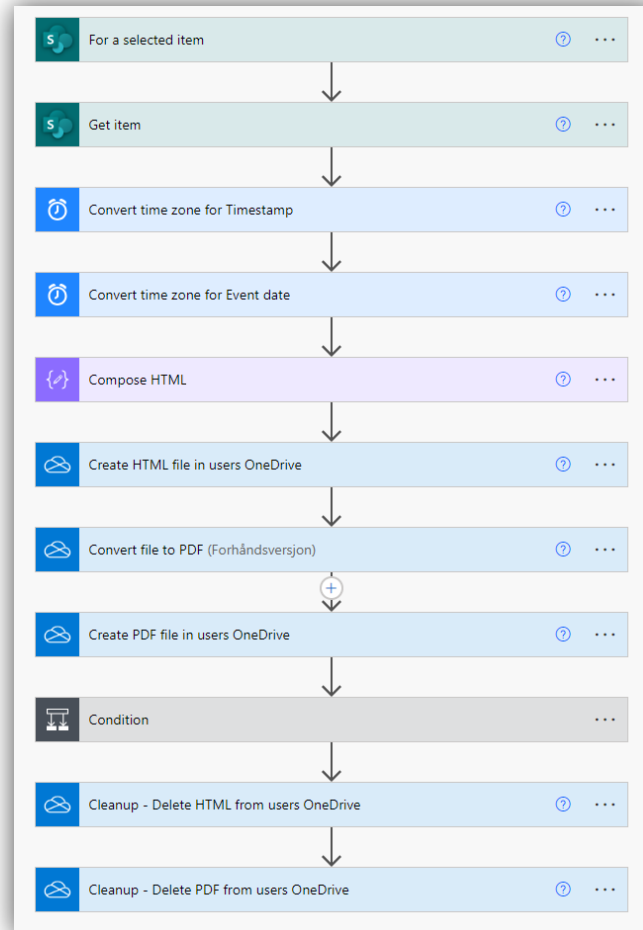 For a selected item
Get item
Convert time zone for Timestamp
Convert time zone for Event date
Compose HTML
Create HTML file in users OneDrive
Convert file to PDF (Forhåndsversjon)
Create PDF file in users OneDrive
Condition
Cleanup - Delete HTML from users OneDrive
Cleanup - Delete PDF from users OneDrive